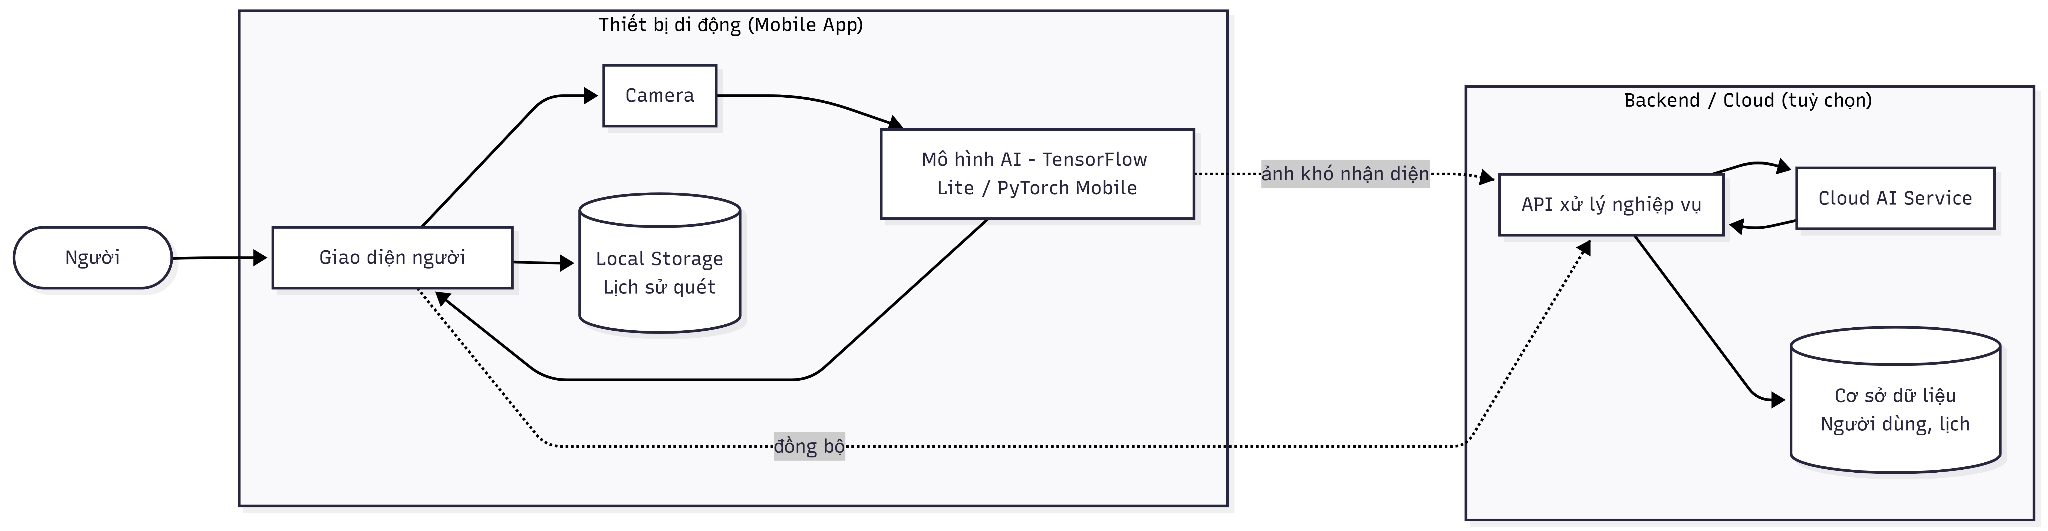 Thiết bị di động (Mobile App)
Camera
Mô hình AI - TensorFlow
Lite / PyTorch Mobile
Người
Giao diện người
Local Storage
Lịch sử quét
đồng bộ
ảnh khó nhận diện
Backend / Cloud (tuỳ chọn)
API xử lý nghiệp vụ
Cloud AI Service
Cơ sở dữ liệu
Người dùng, lịch